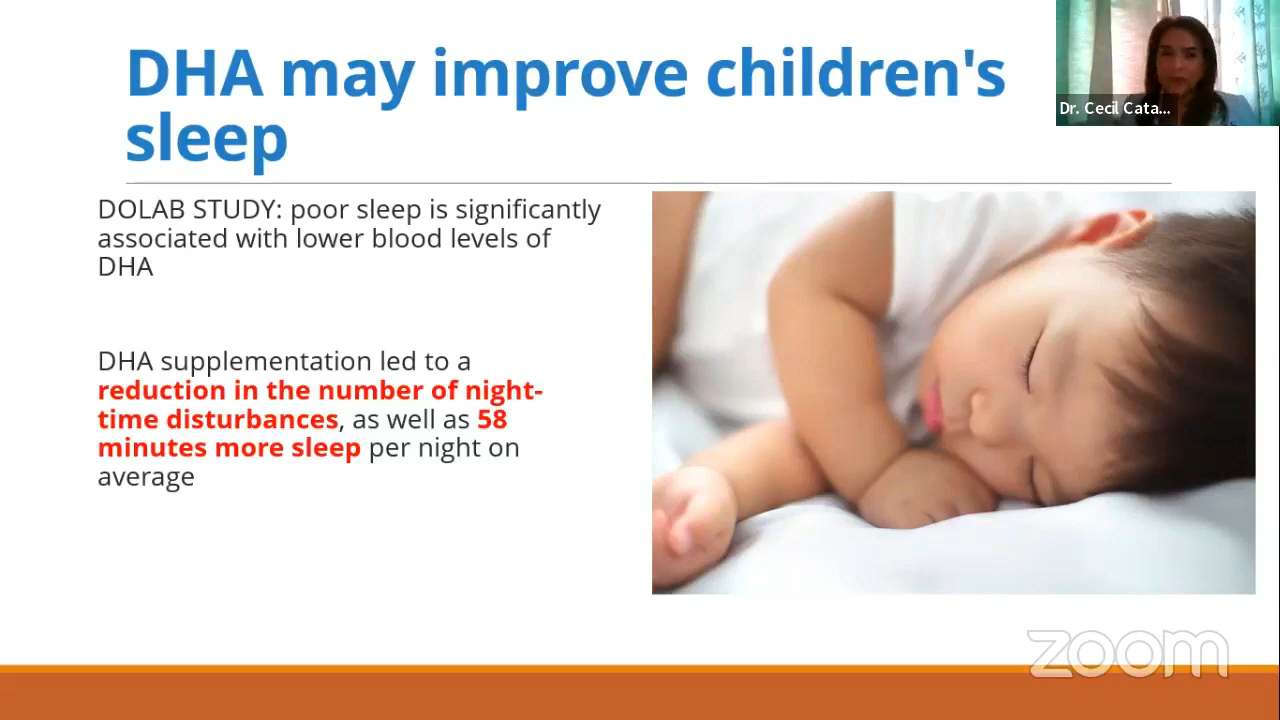 DHA may improve children's
sleep
Dr. Cecil Cata...
DOLAB STUDY: poor sleep is significantly
associated with lower blood levels of
DHA
DHA supplementation led to a
reduction in the number of night-
time disturbances, as well as 58
minutes more sleep per night on
average
zoom